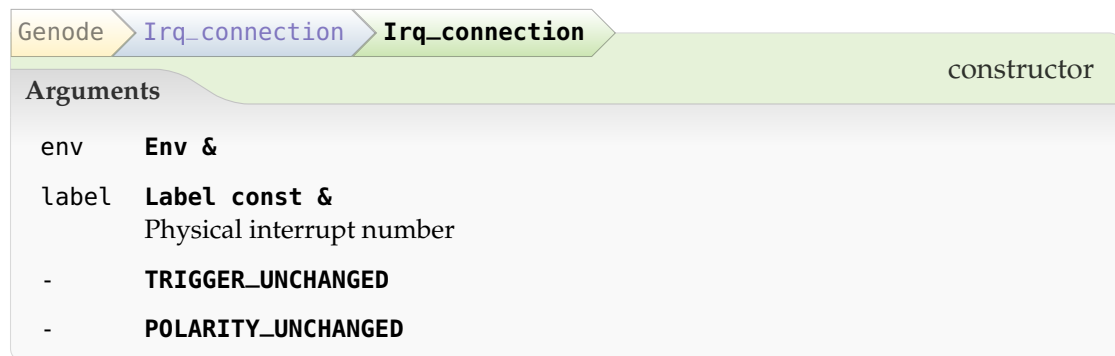 Genode Irq_connection Irq_connection
constructor
Arguments
env Env &
label Label const &
Physical interrupt number
- TRIGGER_UNCHANGED
- POLARITY_UNCHANGED